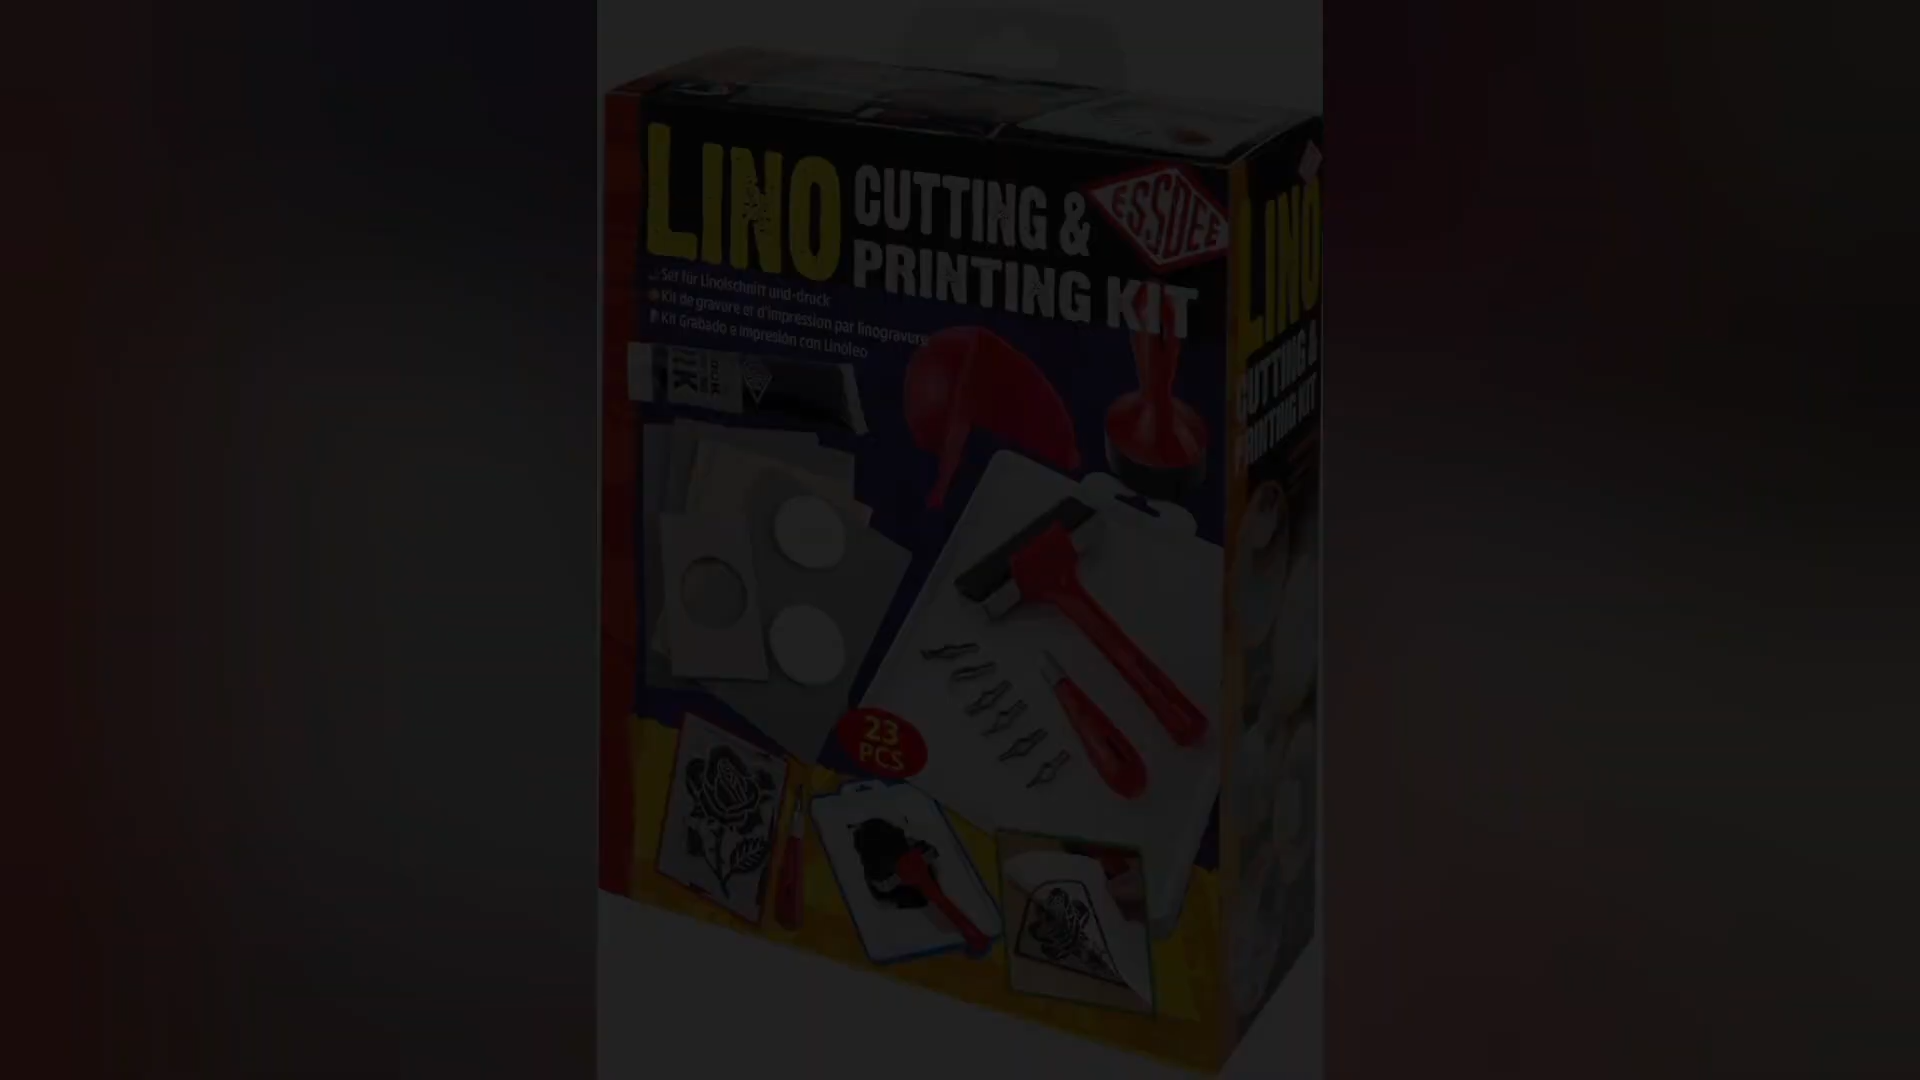 LINO
CUTTING &
PRINTING KIT
ESSDEE
Set für Linolschnitt und-druck
Kit de gravure et d'impression par linogravure
Kit Grabado e Impresión con Linóleo
23
PCS
LINO
CUTTING &
PRINTING KIT